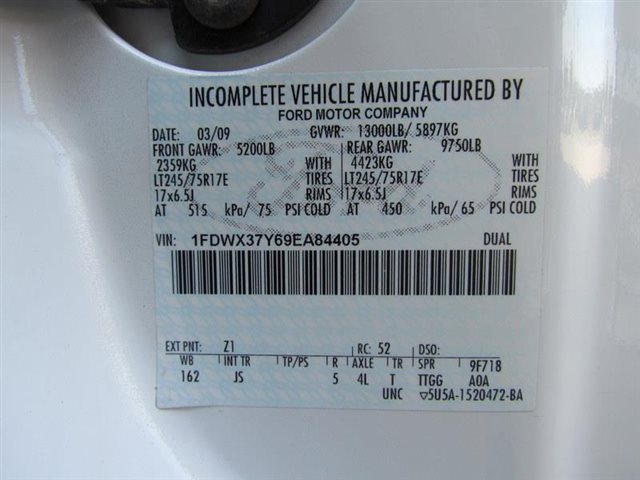 INCOMPLETE VEHICLE MANUFACTURED BY
FORD MOTOR COMPANY
DATE: 03/09 GVWR: 13000LB/ 5897KG
FRONT GAWR: 5200LB REAR GAWR: 9750LB
2359KG WITH 4423KG WITH
LT245/75R17E TIRES LT245/75R17E TIRES
17x6.5J RIMS 17x6.5J RIMS
AT 515 kPa/ 75 PSI COLD AT 450 kPa/ 65 PSI COLD
VIN: 1FDWX37Y69EA84405 DUAL
EXT PNT: Z1 RC: 52 DSO:
WB INT TR TP/PS R AXLE TR SPR 9F718
162 JS 5 4L T TTGG AOA
UNC ▽5U5A-1520472-BA
Ford